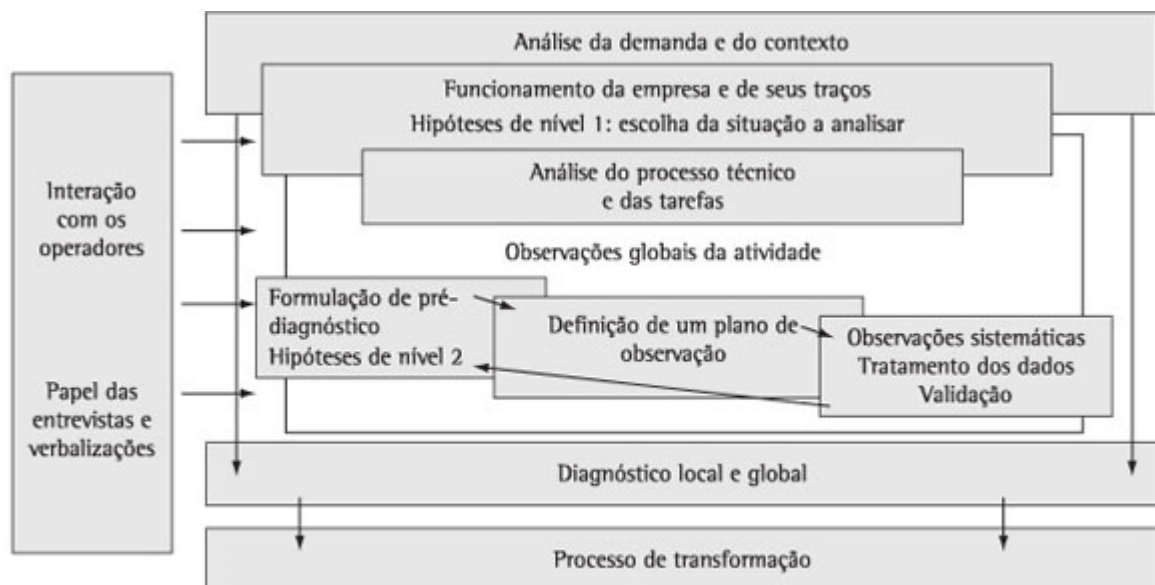 Análise da demanda e do contexto
Funcionamento da empresa e de seus traços
Hipóteses de nível 1: escolha da situação a analisar
Análise do processo técnico
e das tarefas
Interação
com os
operadores
Observações globais da atividade
Formulação de pré-
diagnóstico
Hipóteses de nível 2
Definição de um plano de
observação
Observações sistemáticas
Tratamento dos dados
Validação
Papel das
entrevistas e
verbalizações
Diagnóstico local e global
Processo de transformação